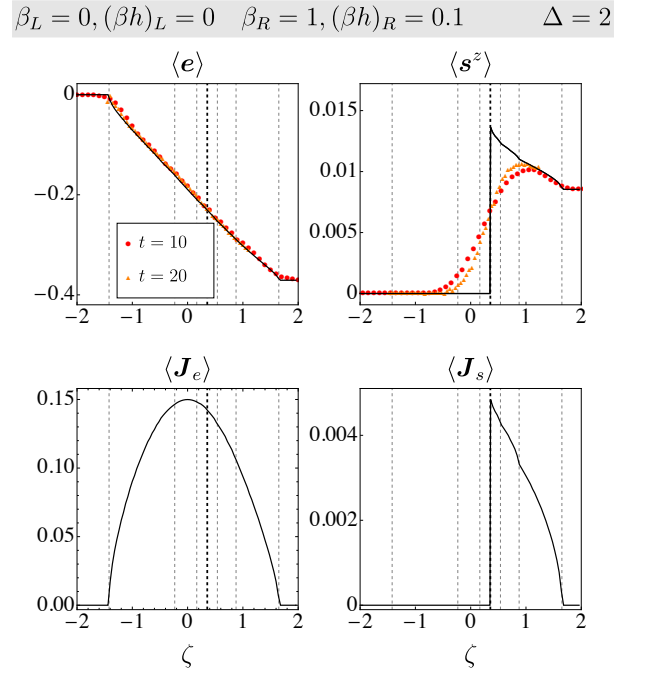 β_L = 0, (βh)_L = 0 β_R = 1, (βh)_R = 0.1 Δ = 2
⟨e⟩ ⟨s^z⟩
0
−0.2
−0.4
t = 10
t = 20
−2 −1 0 1 2
0.015
0.010
0.005
0
−2 −1 0 1 2
⟨J_e⟩ ⟨J_s⟩
0.15
0.10
0.05
0.00
−2 −1 0 1 2
ζ
0.004
0.002
0
−2 −1 0 1 2
ζ